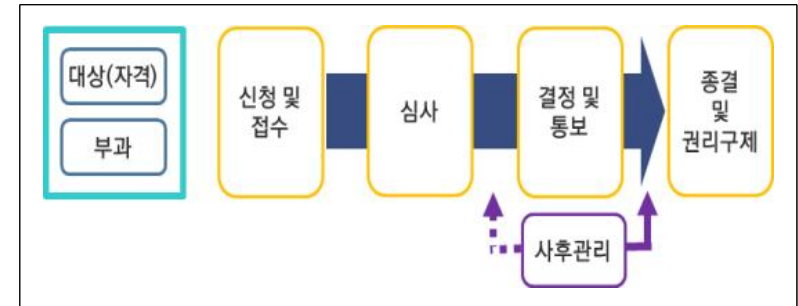 대상(자격)
부과
신청 및
접수
심사
결정 및
통보
종결
및
권리구제
사후관리